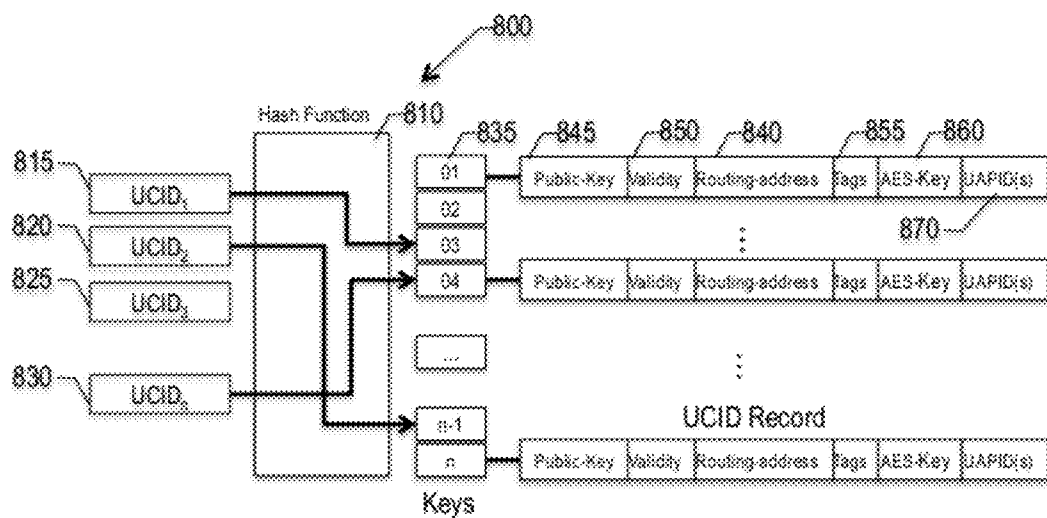 800
Hash Function
810
835
845
850
840
855
860
815
UCID1
01
Public-Key Validity Routing-address Tags AES-Key UAPID(s)
820
UCID2
02
870
825
UCID3
03
04
Public-Key Validity Routing-address Tags AES-Key UAPID(s)
830
...
n-1
UCID Record
n
Public-Key Validity Routing-address Tags AES-Key UAPID(s)
Keys